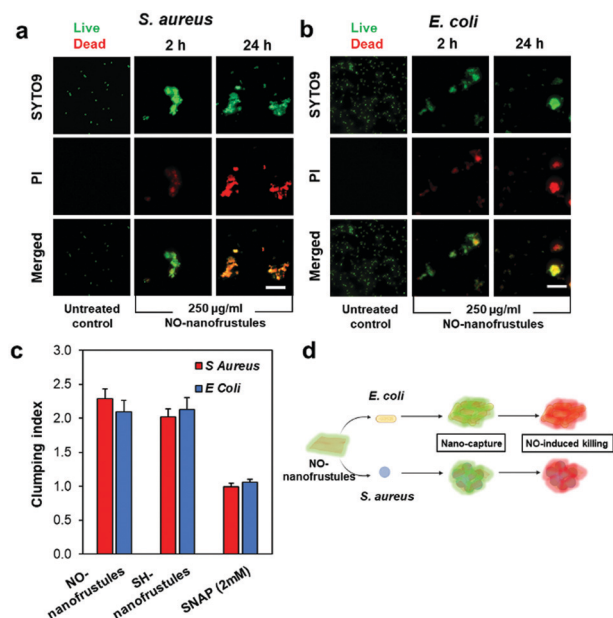 a
S. aureus
Live
Dead
2 h
24 h
SYTO9
PI
Merged
Untreated
control
250 µg/ml
NO-nanofrustules
b
E. coli
Live
Dead
2 h
24 h
SYTO9
PI
Merged
Untreated
control
250 µg/ml
NO-nanofrustules
c
Clumping index
3.0
2.5
2.0
1.5
1.0
0.5
0.0
S Aureus
E Coli
NO-
nanofrustules
SH-
nanofrustules
SNAP (2mM)
d
E. coli
NO-
nanofrustules
S. aureus
Nano-capture
NO-induced killing